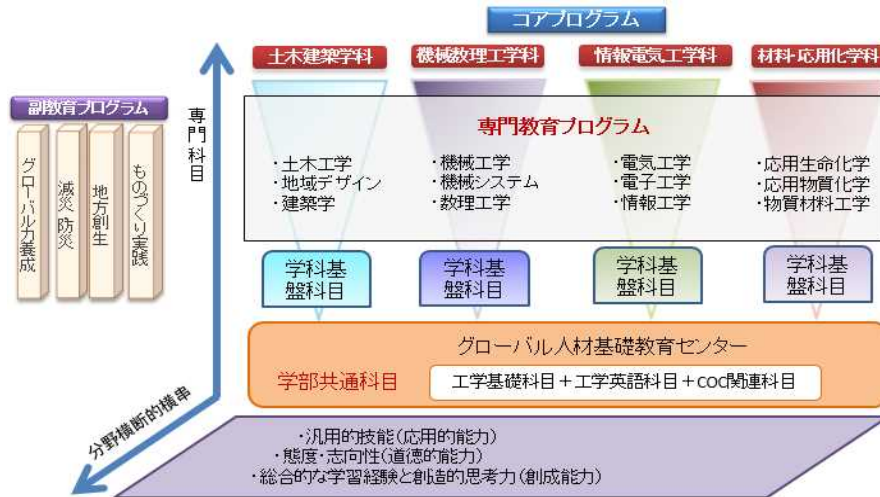 コアプログラム
土木建築学科
機械数理工学科
情報電気工学科
材料・応用化学科
副教育プログラム
グローバル力養成
減災 防災
地方創生
ものづくり実践
専門科目
専門教育プログラム
・土木工学
・地域デザイン
・建築学
・機械工学
・機械システム
・数理工学
・電気工学
・電子工学
・情報工学
・応用生命化学
・応用物質化学
・物質材料工学
学科基
盤科目
学科基
盤科目
学科基
盤科目
学科基
盤科目
グローバル人材基礎教育センター
学部共通科目
工学基礎科目+工学英語科目+COC関連科目
分野横断的横串
・汎用的技能(応用的能力)
・態度・志向性(道徳的能力)
・総合的な学習経験と創造的思考力(創成能力)